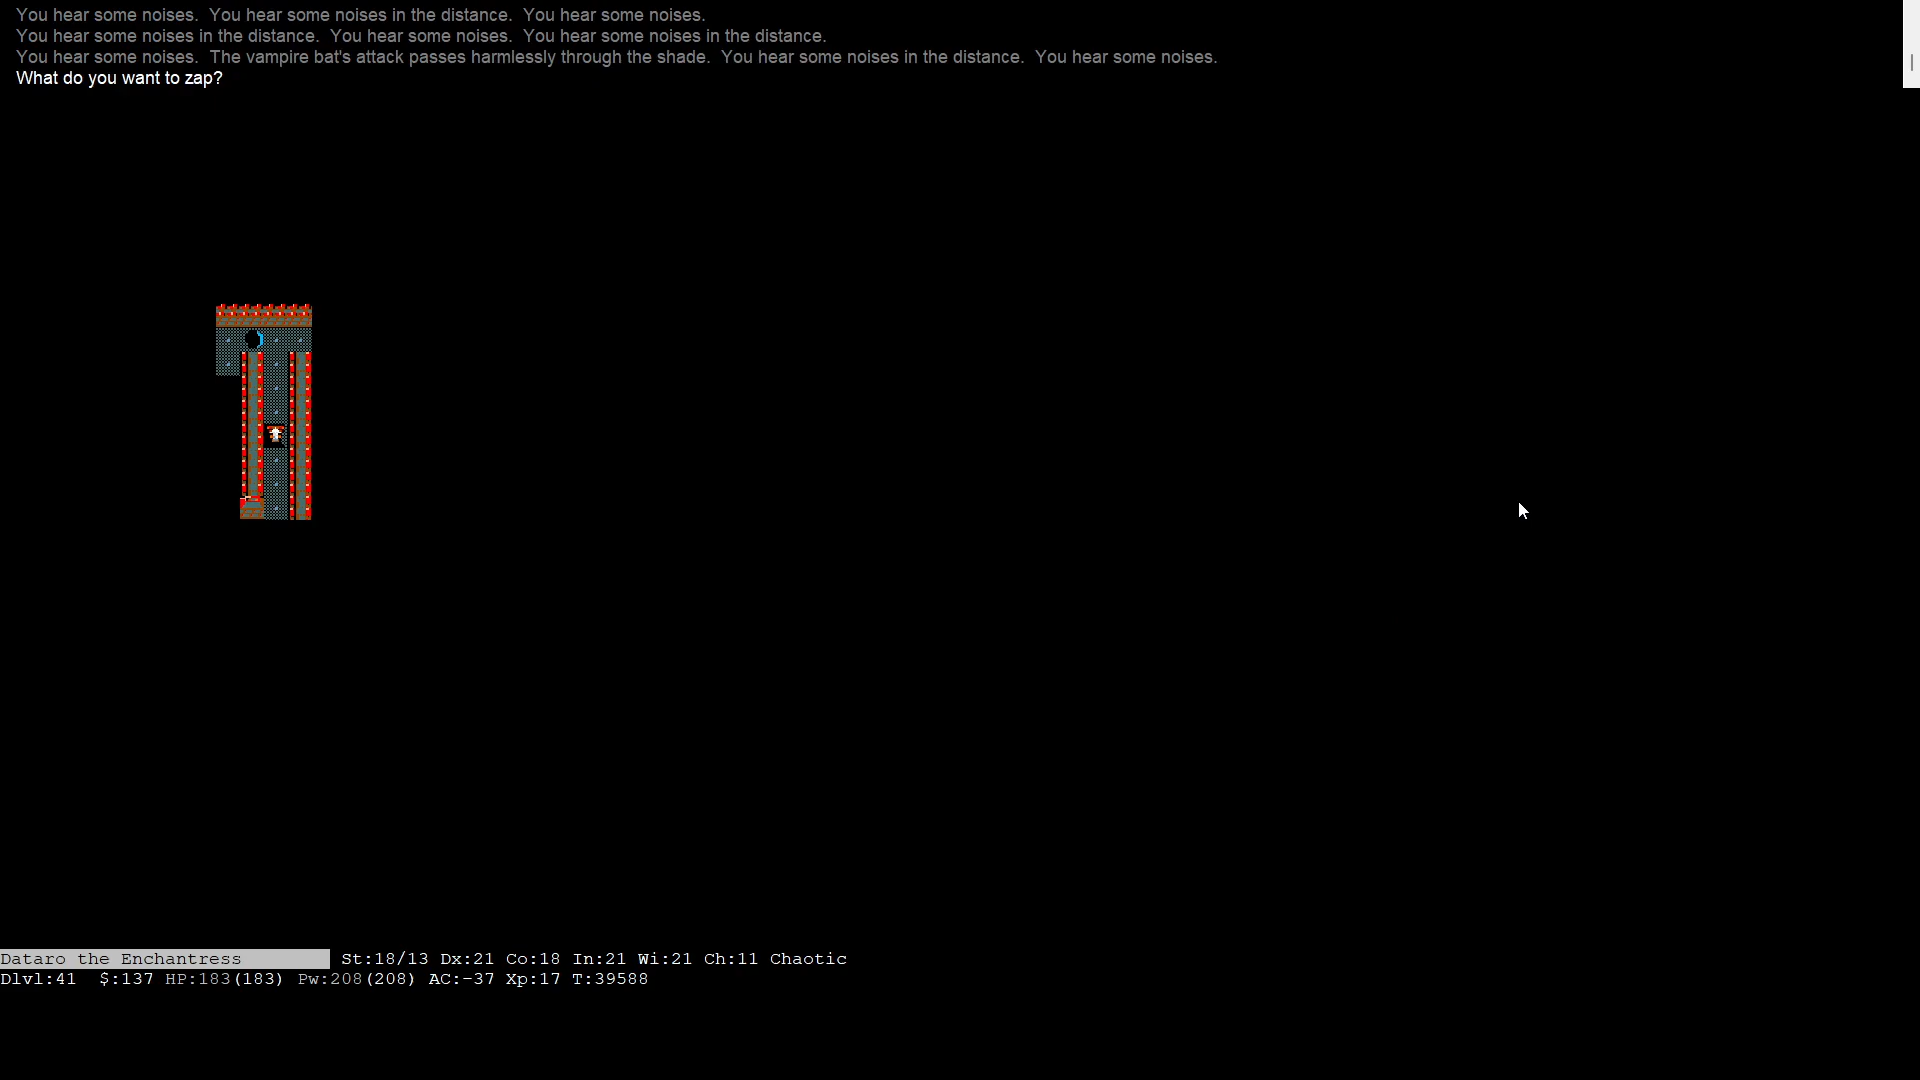 You hear some noises.  You hear some noises in the distance.  You hear some noises.
You hear some noises in the distance.  You hear some noises.  You hear some noises in the distance.
You hear some noises.  The vampire bat's attack passes harmlessly through the shade.  You hear some noises in the distance.  You hear some noises.
What do you want to zap?
Dataro the Enchantress St:18/13 Dx:21 Co:18 In:21 Wi:21 Ch:11 Chaotic
Dlvl:41 $:137 HP:183(183) Pw:208(208) AC:-37 Xp:17 T:39588